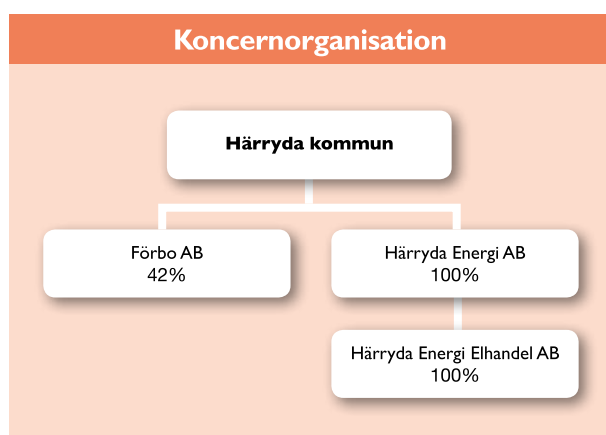 Koncernorganisation
Härryda kommun
Förbo AB
42%
Härryda Energi AB
100%
Härryda Energi Elhandel AB
100%